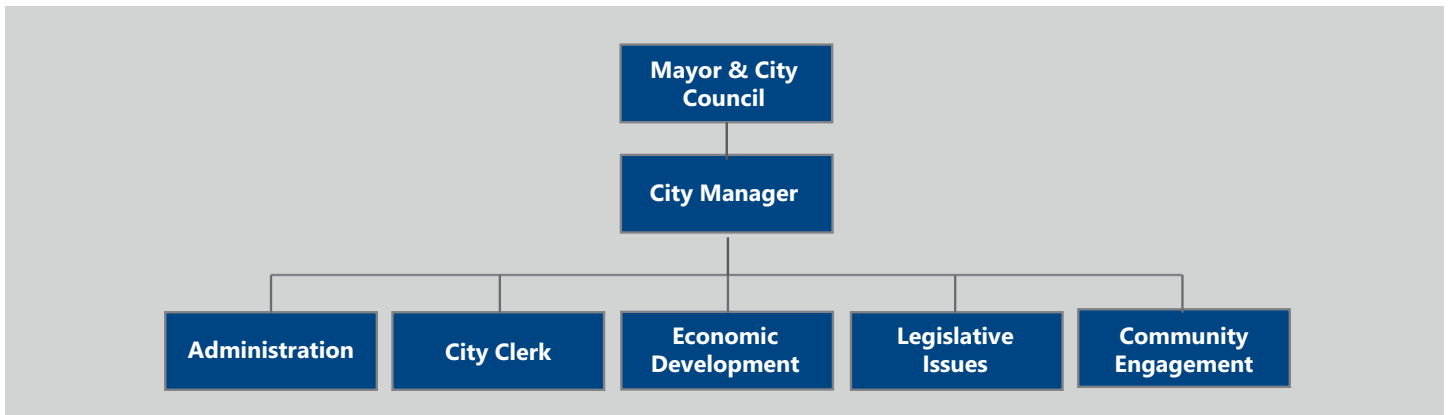 Mayor & City
Council
City Manager
Administration
City Clerk
Economic
Development
Legislative
Issues
Community
Engagement